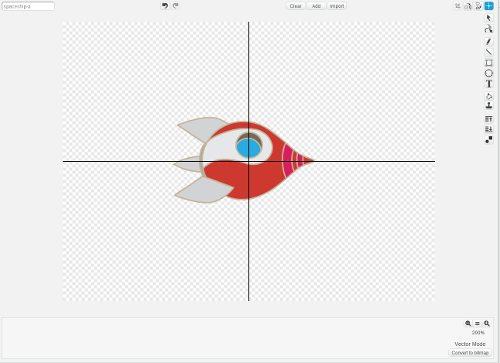 spaceship-a
Clear Add Import
T
200%
Vector Mode
Convert to bitmap